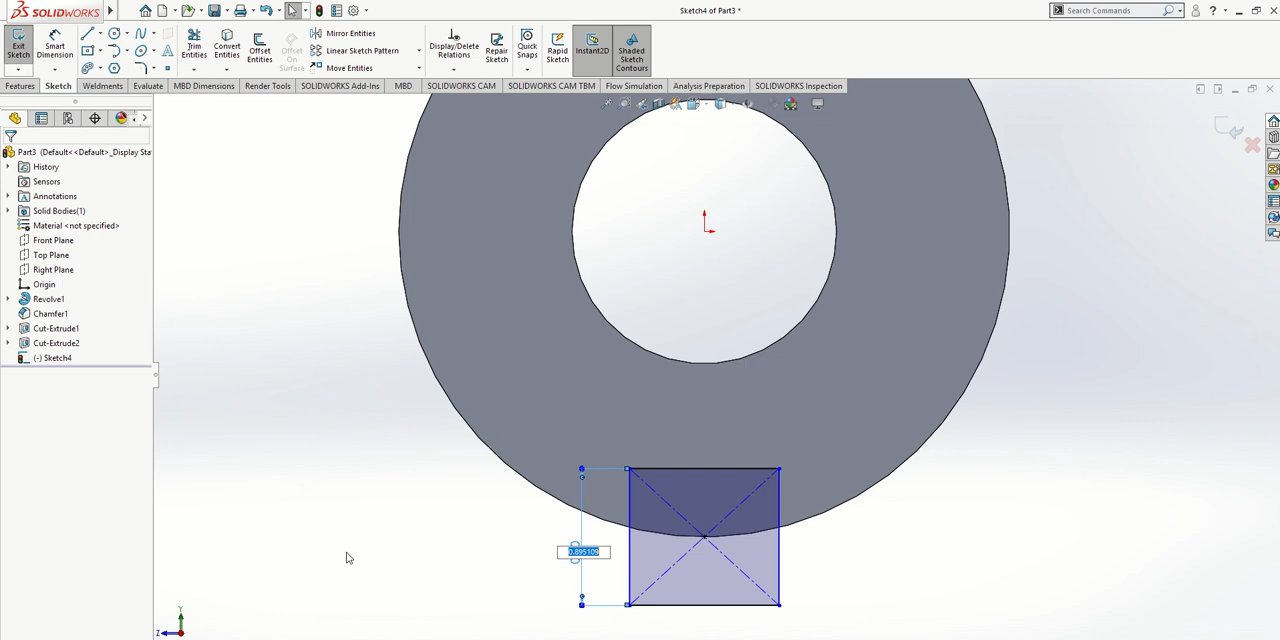 SOLIDWORKS
Sketch4 of Part3 *
Search Commands
?
Exit Sketch
Smart Dimension
Trim Entities
Convert Entities
Offset Entities
Offset On Surface
Mirror Entities
Linear Sketch Pattern
Move Entities
Display/Delete Relations
Repair Sketch
Quick Snaps
Rapid Sketch
Instant2D
Shaded Sketch Contours
Features
Sketch
Weldments
Evaluate
MBD Dimensions
Render Tools
SOLIDWORKS Add-Ins
MBD
SOLIDWORKS CAM
SOLIDWORKS CAM TBM
Flow Simulation
Analysis Preparation
SOLIDWORKS Inspection
Part3 (Default<<Default>_Display Sta
History
Sensors
Annotations
Solid Bodies(1)
Material <not specified>
Front Plane
Top Plane
Right Plane
Origin
Revolve1
Chamfer1
Cut-Extrude1
Cut-Extrude2
(-) Sketch4
0.895109
Y
Z